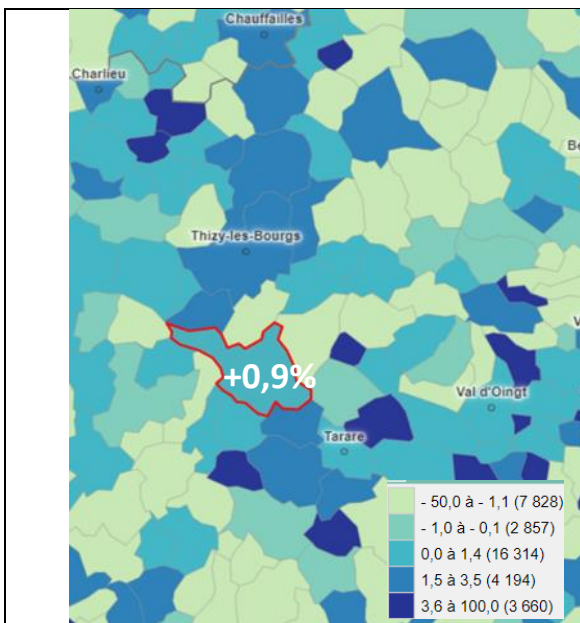 Chauffailles
Charlieu
Be
Thizy-les-Bourgs
V
+0,9%
Val d'Oingt
Tarare
- 50,0 à - 1,1 (7 828)
- 1,0 à - 0,1 (2 857)
0,0 à 1,4 (16 314)
1,5 à 3,5 (4 194)
3,6 à 100,0 (3 660)